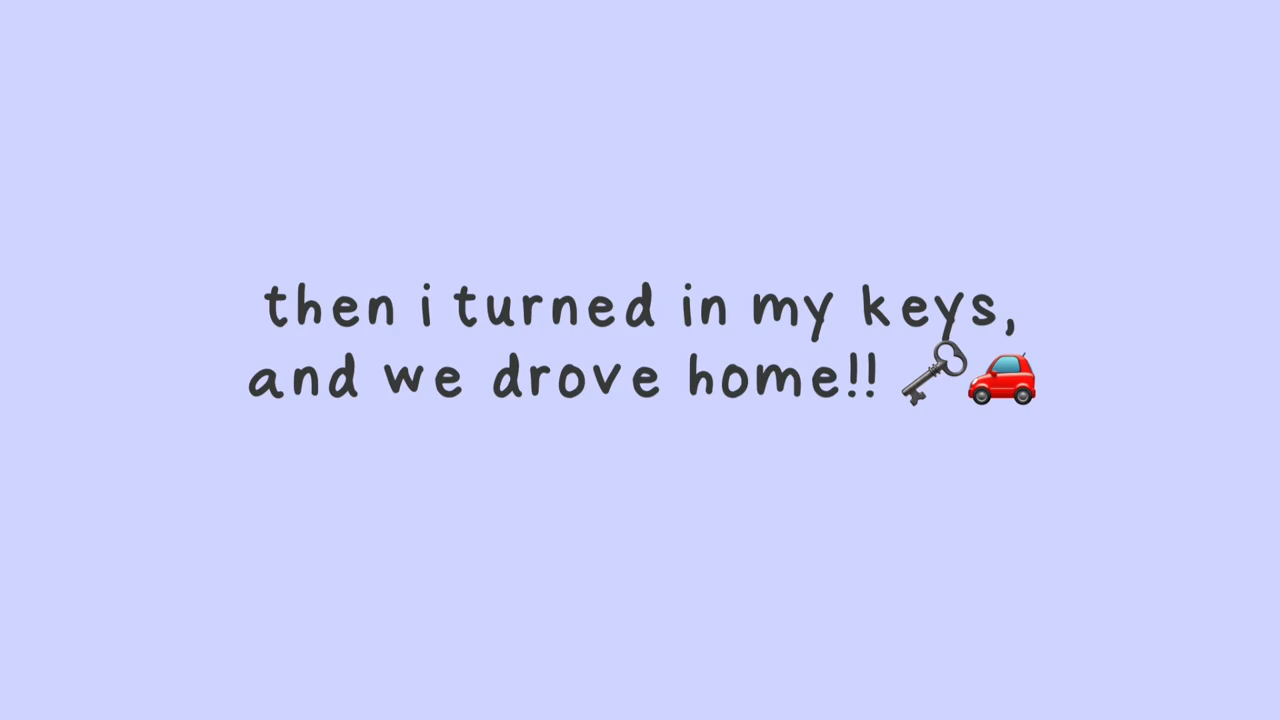 then i turned in my keys,
and we drove home!! 🗝️🚗